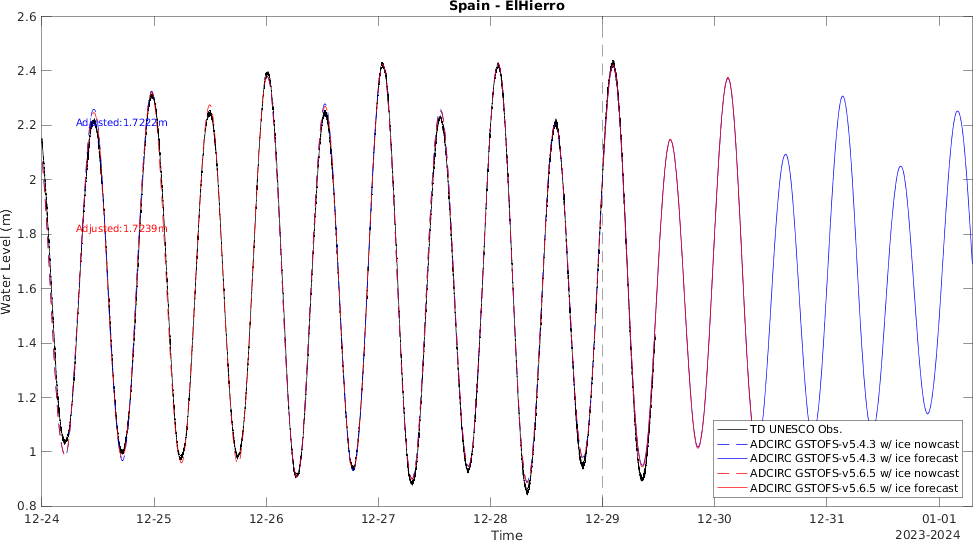 Spain - ElHierro
2.6
2.4
2.2
2
1.8
1.6
1.4
1.2
1
0.8
Water Level (m)
Adjusted:1.7222m
Adjusted:1.7239m
TD UNESCO Obs.
ADCIRC GSTOFS-v5.4.3 w/ ice nowcast
ADCIRC GSTOFS-v5.4.3 w/ ice forecast
ADCIRC GSTOFS-v5.6.5 w/ ice nowcast
ADCIRC GSTOFS-v5.6.5 w/ ice forecast
12-24 12-25 12-26 12-27 12-28 12-29 12-30 12-31 01-01
Time
2023-2024